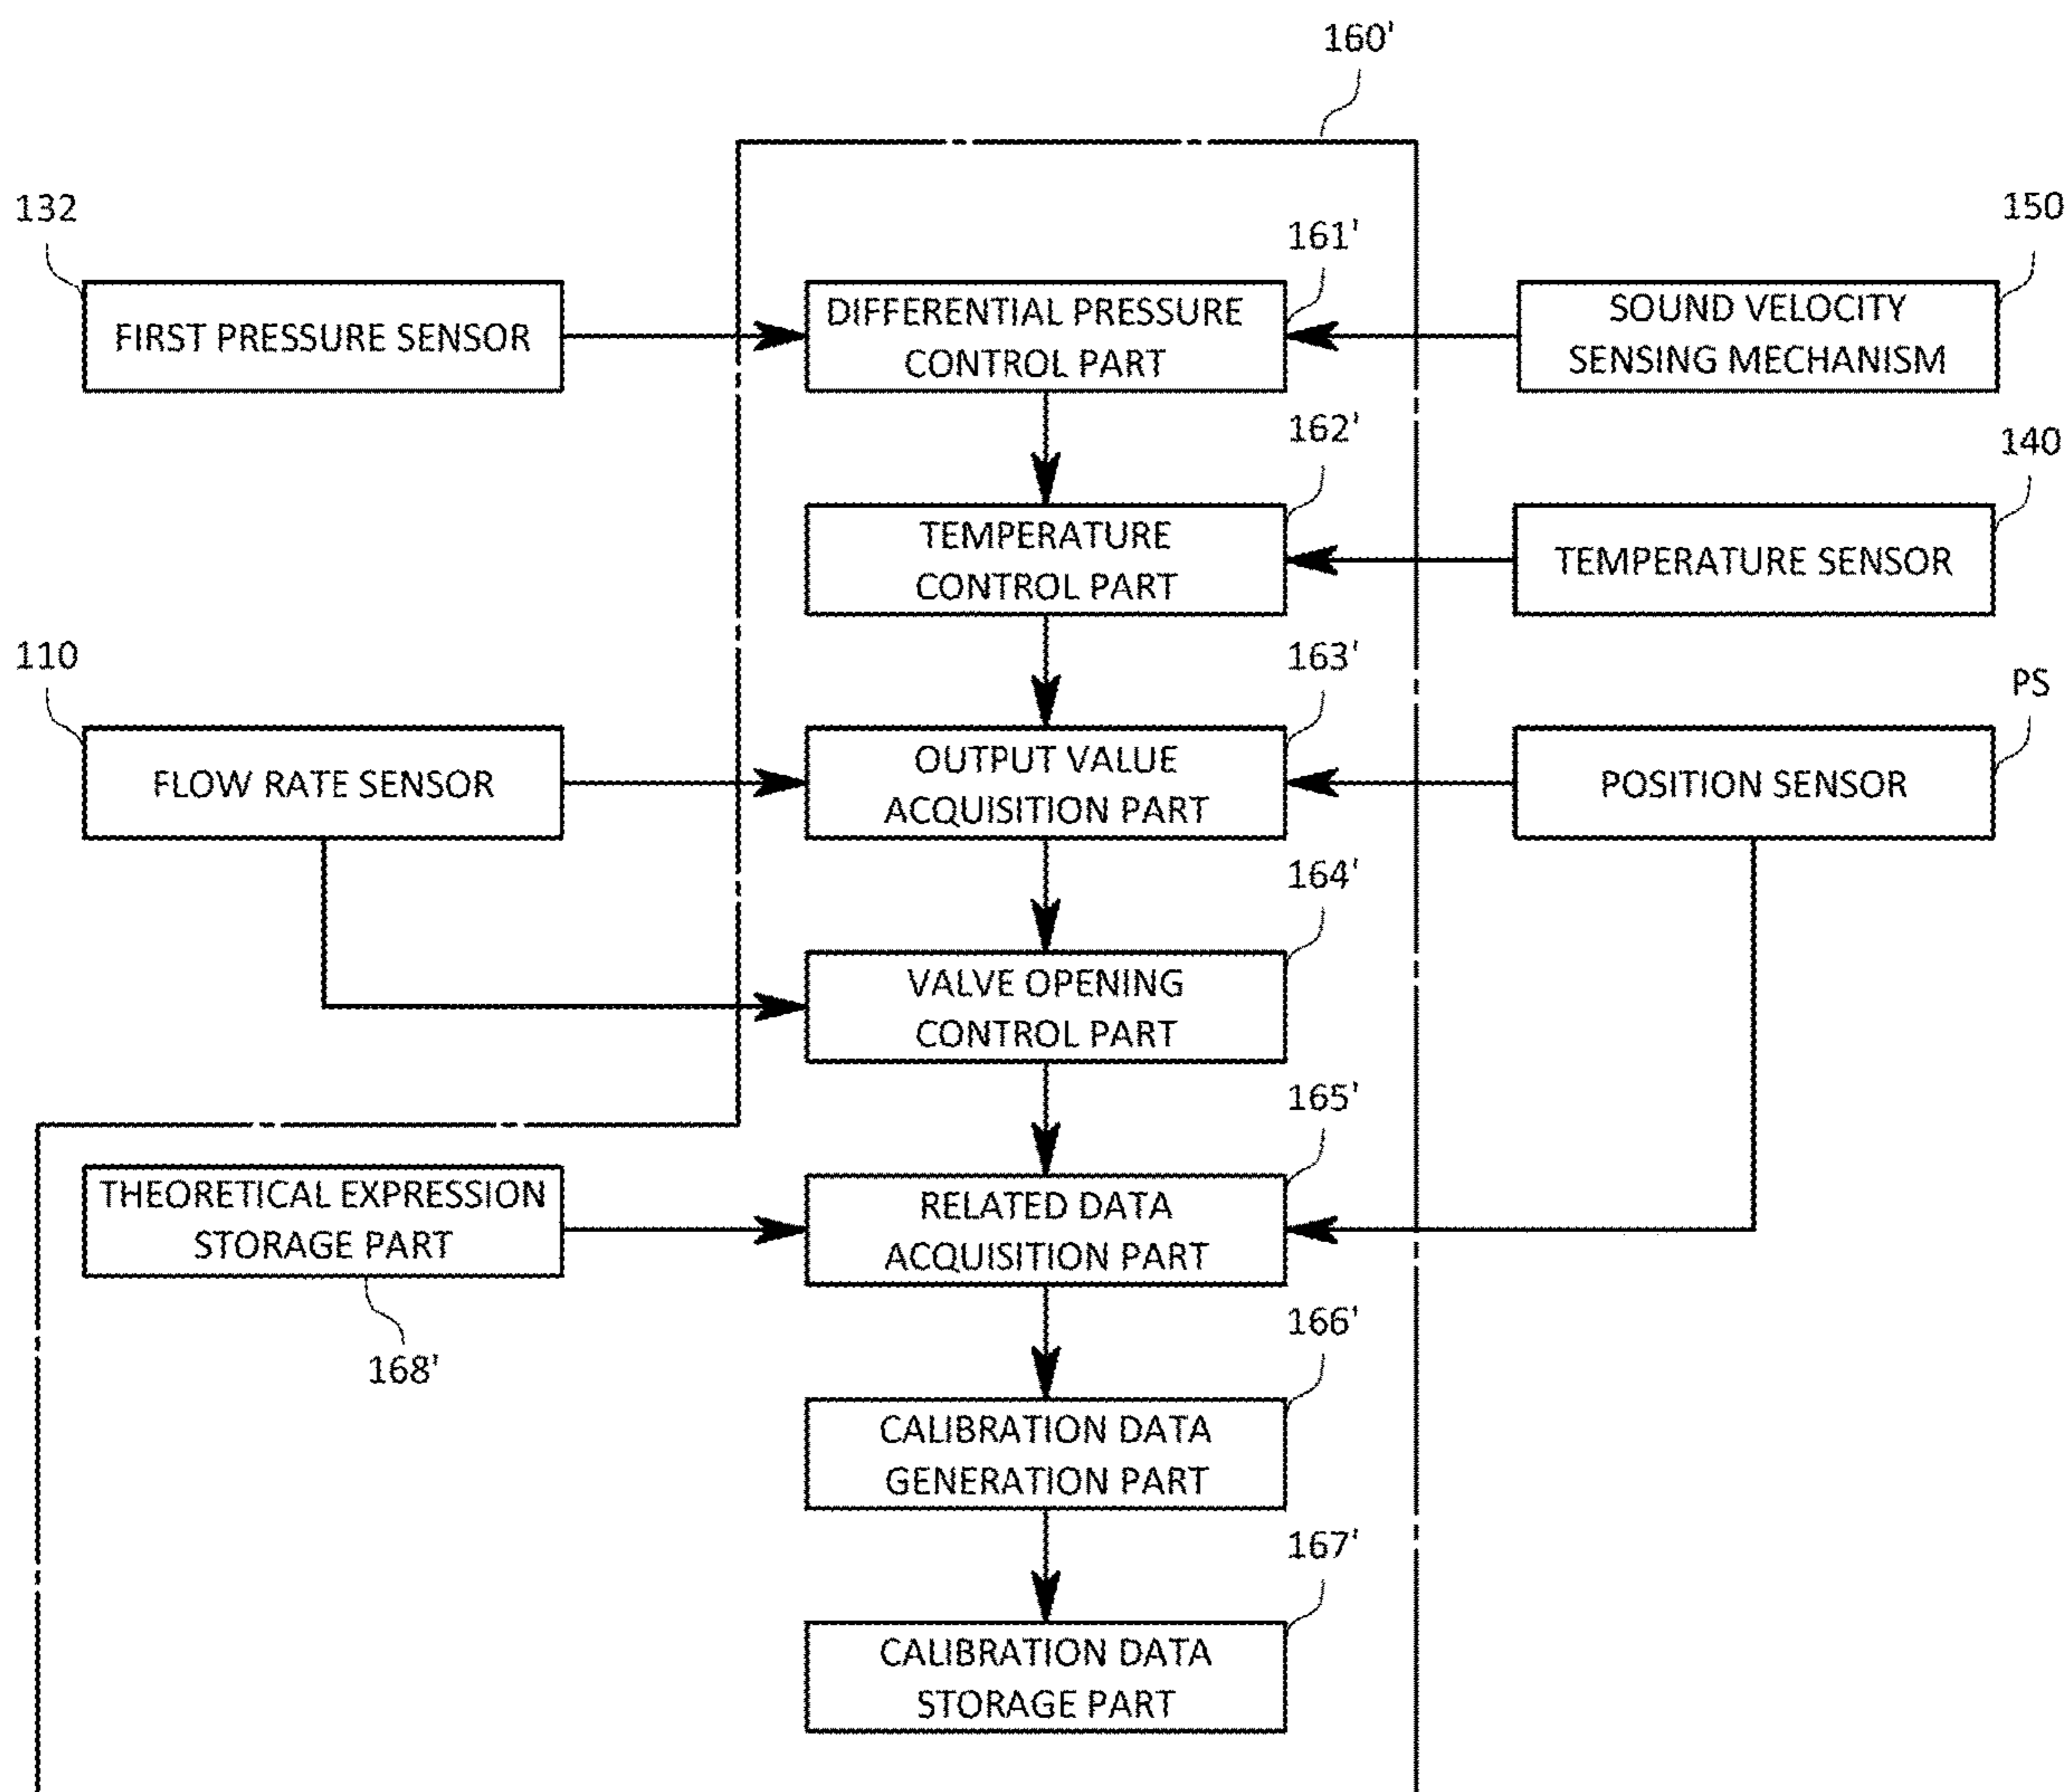 160'
132
161'
150
FIRST PRESSURE SENSOR
DIFFERENTIAL PRESSURE
CONTROL PART
SOUND VELOCITY
SENSING MECHANISM
162'
140
TEMPERATURE
CONTROL PART
TEMPERATURE SENSOR
110
163'
PS
FLOW RATE SENSOR
OUTPUT VALUE
ACQUISITION PART
POSITION SENSOR
164'
VALVE OPENING
CONTROL PART
165'
THEORETICAL EXPRESSION
STORAGE PART
RELATED DATA
ACQUISITION PART
168'
166'
CALIBRATION DATA
GENERATION PART
167'
CALIBRATION DATA
STORAGE PART